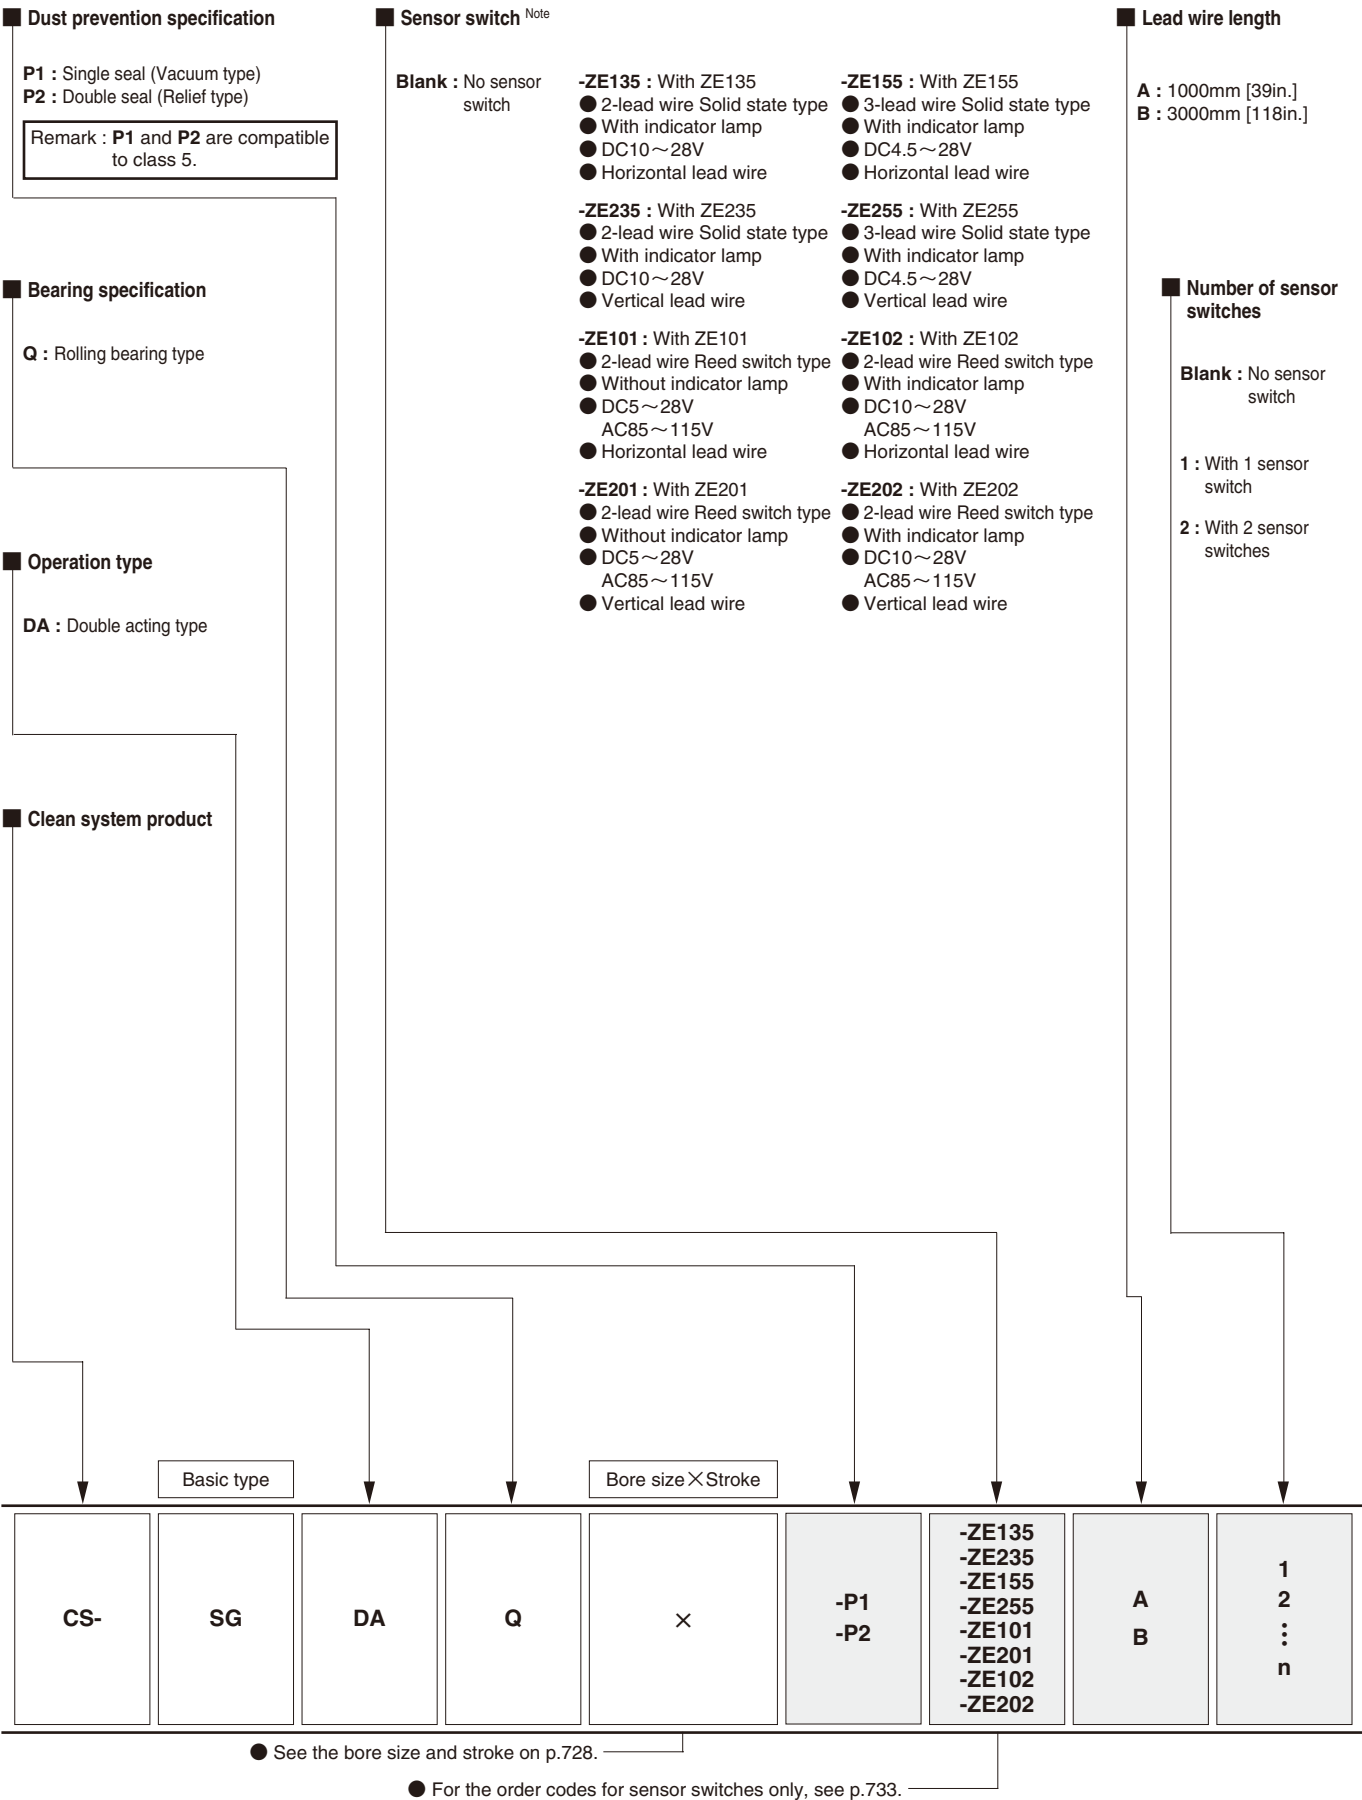 ■ Dust prevention specification
P1 : Single seal (Vacuum type)
P2 : Double seal (Relief type)
Remark : P1 and P2 are compatible
to class 5.
■ Bearing specification
Q : Rolling bearing type
■ Operation type
DA : Double acting type
■ Clean system product
■ Sensor switch Note
Blank : No sensor
switch
-ZE135 : With ZE135
● 2-lead wire Solid state type
● With indicator lamp
● DC10～28V
● Horizontal lead wire
-ZE155 : With ZE155
● 3-lead wire Solid state type
● With indicator lamp
● DC4.5～28V
● Horizontal lead wire
-ZE235 : With ZE235
● 2-lead wire Solid state type
● With indicator lamp
● DC10～28V
● Vertical lead wire
-ZE255 : With ZE255
● 3-lead wire Solid state type
● With indicator lamp
● DC4.5～28V
● Vertical lead wire
-ZE101 : With ZE101
● 2-lead wire Reed switch type
● Without indicator lamp
● DC5～28V
AC85～115V
● Horizontal lead wire
-ZE102 : With ZE102
● 2-lead wire Reed switch type
● With indicator lamp
● DC10～28V
AC85～115V
● Horizontal lead wire
-ZE201 : With ZE201
● 2-lead wire Reed switch type
● Without indicator lamp
● DC5～28V
AC85～115V
● Vertical lead wire
-ZE202 : With ZE202
● 2-lead wire Reed switch type
● With indicator lamp
● DC10～28V
AC85～115V
● Vertical lead wire
■ Lead wire length
A : 1000mm [39in.]
B : 3000mm [118in.]
■ Number of sensor
switches
Blank : No sensor
switch
1 : With 1 sensor
switch
2 : With 2 sensor
switches
Basic type
Bore size×Stroke
CS-
SG
DA
Q
×
-P1
-P2
-ZE135
-ZE235
-ZE155
-ZE255
-ZE101
-ZE201
-ZE102
-ZE202
A
B
1
2
⋮
n
● See the bore size and stroke on p.728.
● For the order codes for sensor switches only, see p.733.